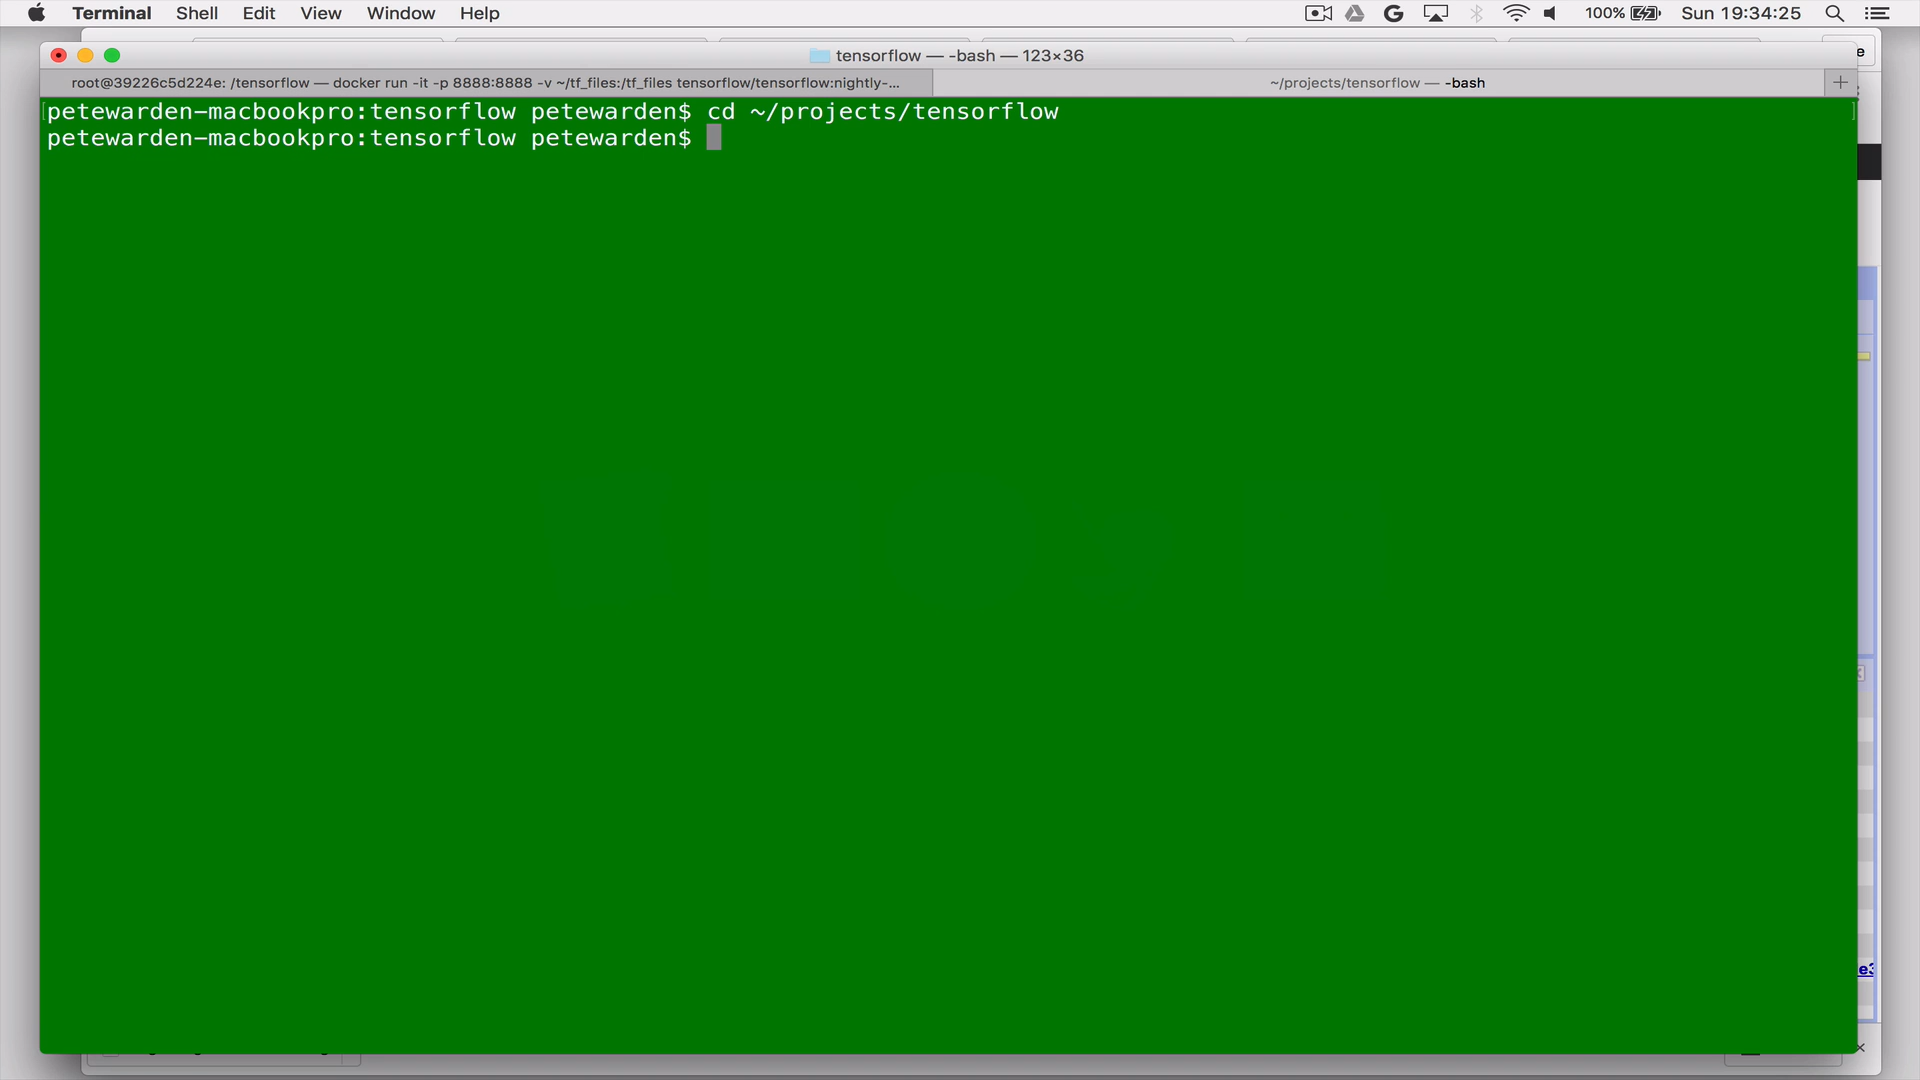 Terminal Shell Edit View Window Help 100% Sun 19:34:25
tensorflow — -bash — 123×36
root@39226c5d224e: /tensorflow — docker run -it -p 8888:8888 -v ~/tf_files:/tf_files tensorflow/tensorflow:nightly-... ~/projects/tensorflow — -bash
petewarden-macbookpro:tensorflow petewarden$ cd ~/projects/tensorflow
petewarden-macbookpro:tensorflow petewarden$